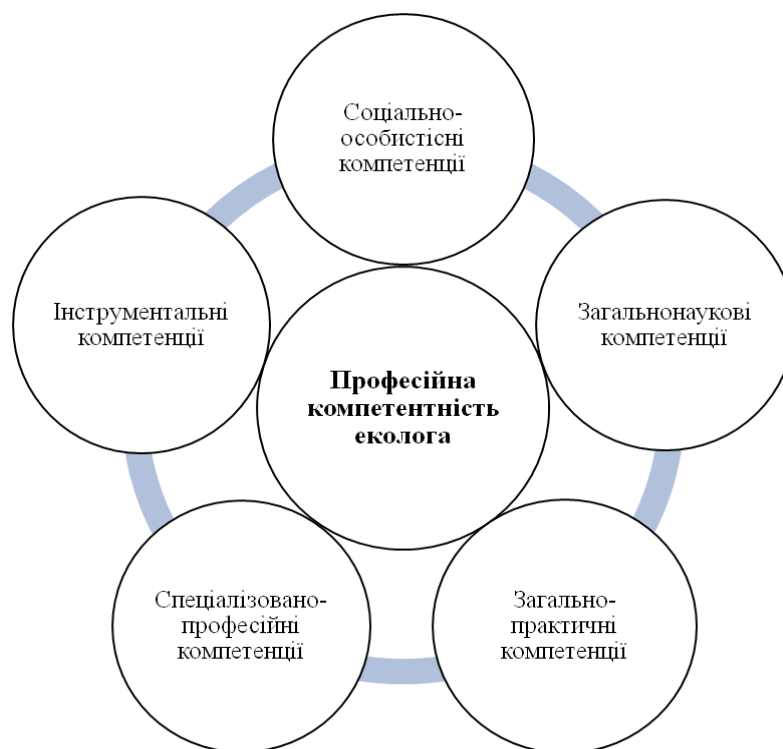 Соціально-
особистісні
компетенції
Інструментальні
компетенції
Загальнонаукові
компетенції
Професійна
компетентність
еколога
Спеціалізовано-
професійні
компетенції
Загально-
практичні
компетенції